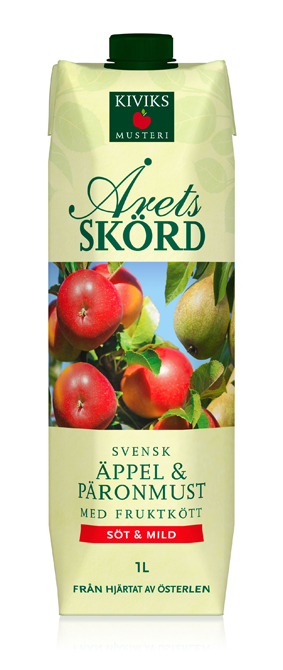 KIVIKS
MUSTERI
Årets
SKÖRD
SVENSK
ÄPPEL &
PÄRONMUST
MED FRUKTKÖTT
SÖT & MILD
1L
FRÅN HJÄRTAT AV ÖSTERLEN